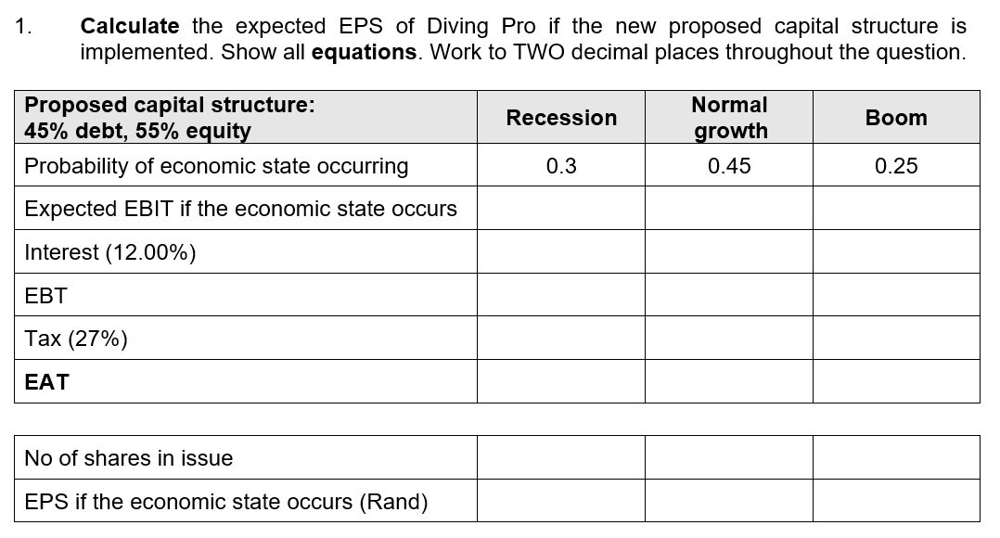 1. Calculate the expected EPS of Diving Pro if the new proposed capital structure is
implemented. Show all equations. Work to TWO decimal places throughout the question.
Proposed capital structure:
45% debt, 55% equity
Recession
Normal
growth
Boom
Probability of economic state occurring 0.3 0.45 0.25
Expected EBIT if the economic state occurs
Interest (12.00%)
EBT
Tax (27%)
EAT
No of shares in issue
EPS if the economic state occurs (Rand)